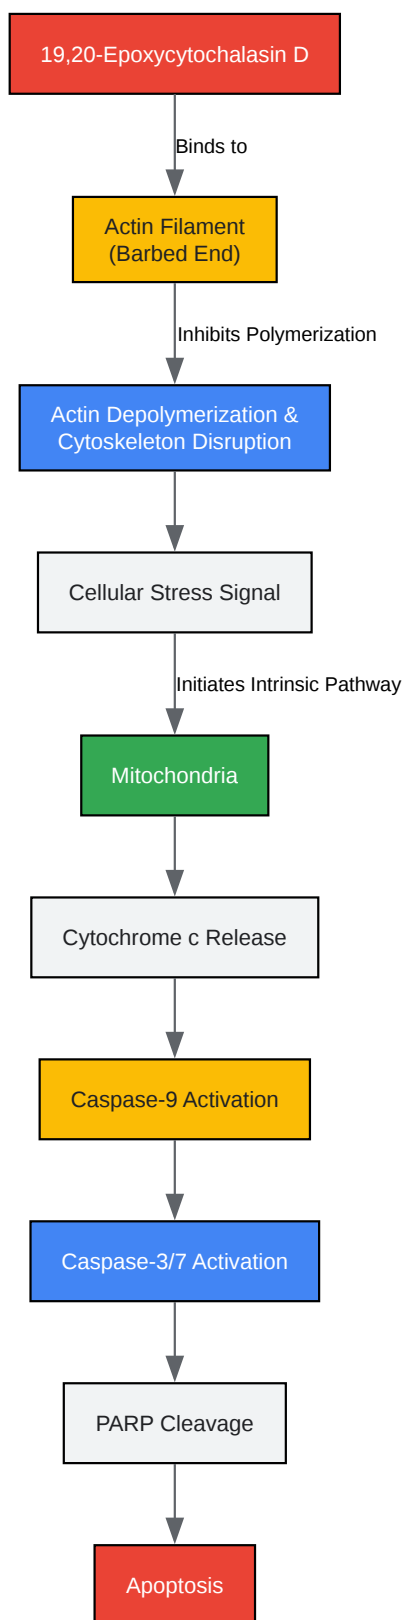 19,20-Epoxycytochalasin D
Binds to
Actin Filament
(Barbed End)
Inhibits Polymerization
Actin Depolymerization &
Cytoskeleton Disruption
Cellular Stress Signal
Initiates Intrinsic Pathway
Mitochondria
Cytochrome c Release
Caspase-9 Activation
Caspase-3/7 Activation
PARP Cleavage
Apoptosis